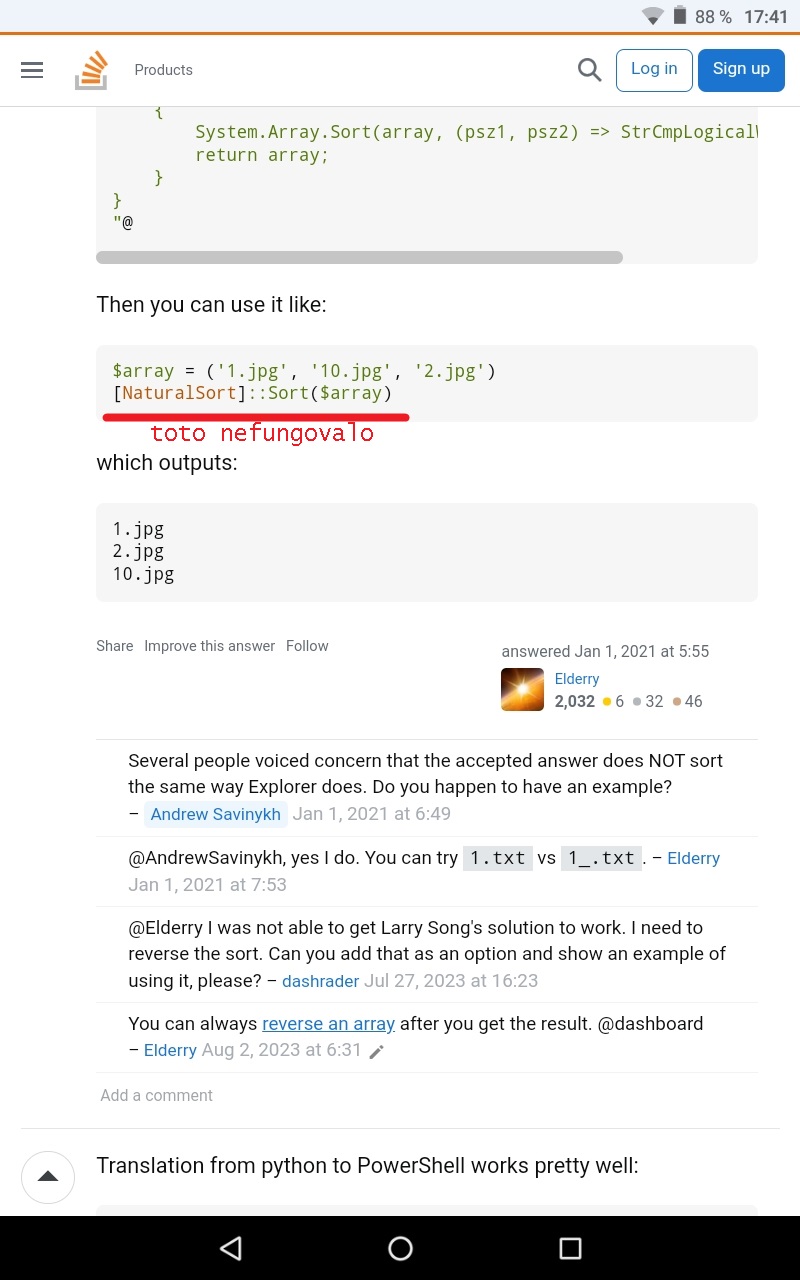 88 % 17:41
Products Log in Sign up
{
System.Array.Sort(array, (psz1, psz2) => StrCmpLogical
return array;
}
}
"@
Then you can use it like:
$array = ('1.jpg', '10.jpg', '2.jpg')
[NaturalSort]::Sort($array)
toto nefungovalo
which outputs:
1.jpg
2.jpg
10.jpg
Share Improve this answer Follow
answered Jan 1, 2021 at 5:55
Elderry
2,032 6 32 46
Several people voiced concern that the accepted answer does NOT sort
the same way Explorer does. Do you happen to have an example?
– Andrew Savinykh Jan 1, 2021 at 6:49
@AndrewSavinykh, yes I do. You can try 1.txt vs 1_.txt . – Elderry
Jan 1, 2021 at 7:53
@Elderry I was not able to get Larry Song's solution to work. I need to
reverse the sort. Can you add that as an option and show an example of
using it, please? – dashrader Jul 27, 2023 at 16:23
You can always reverse an array after you get the result. @dashboard
– Elderry Aug 2, 2023 at 6:31
Add a comment
Translation from python to PowerShell works pretty well: